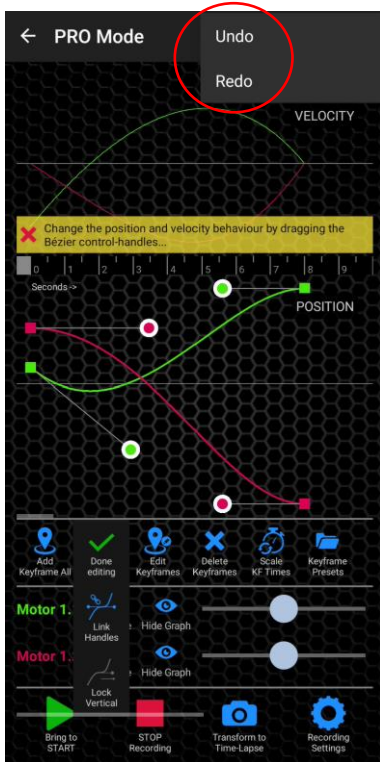 PRO Mode
Undo
Redo
VELOCITY
Change the position and velocity behaviour by dragging the
Bézier control-handles...
0 1 2 3 4 5 6 7 8 9
Seconds->
POSITION
Add
Keyframe All
Done
editing
Edit
Keyframes
Delete
Keyframes
Scale
KF Times
Keyframe
Presets
Motor 1.
Link
Handles
Hide Graph
Motor 1.
Hide Graph
Lock
Vertical
Bring to
START
STOP
Recording
Transform to
Time-Lapse
Recording
Settings